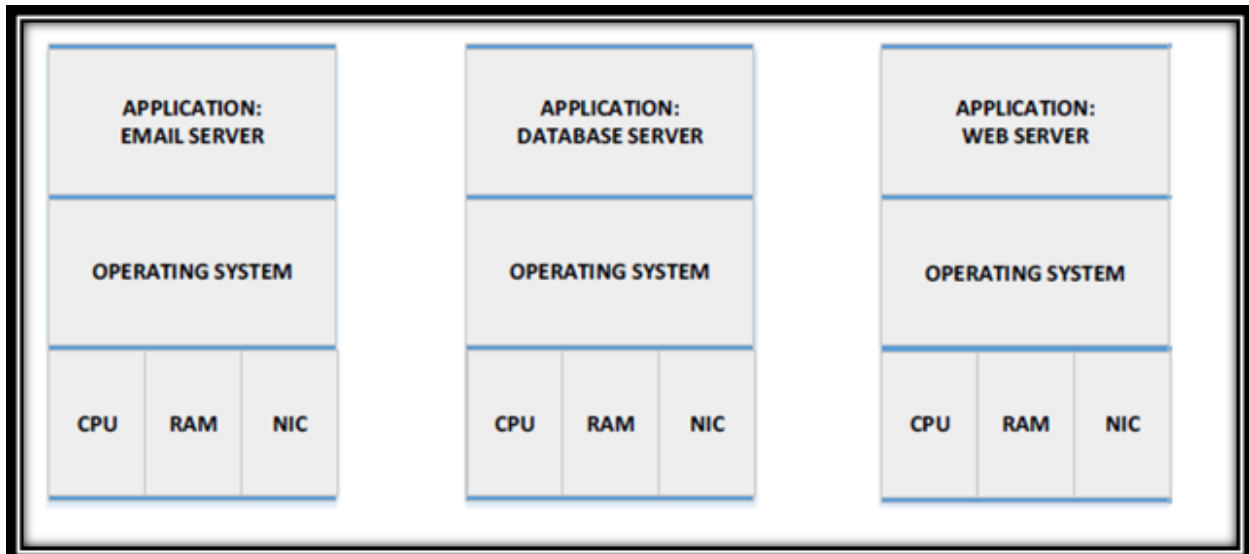 APPLICATION:
EMAIL SERVER
OPERATING SYSTEM
CPU RAM NIC
APPLICATION:
DATABASE SERVER
OPERATING SYSTEM
CPU RAM NIC
APPLICATION:
WEB SERVER
OPERATING SYSTEM
CPU RAM NIC